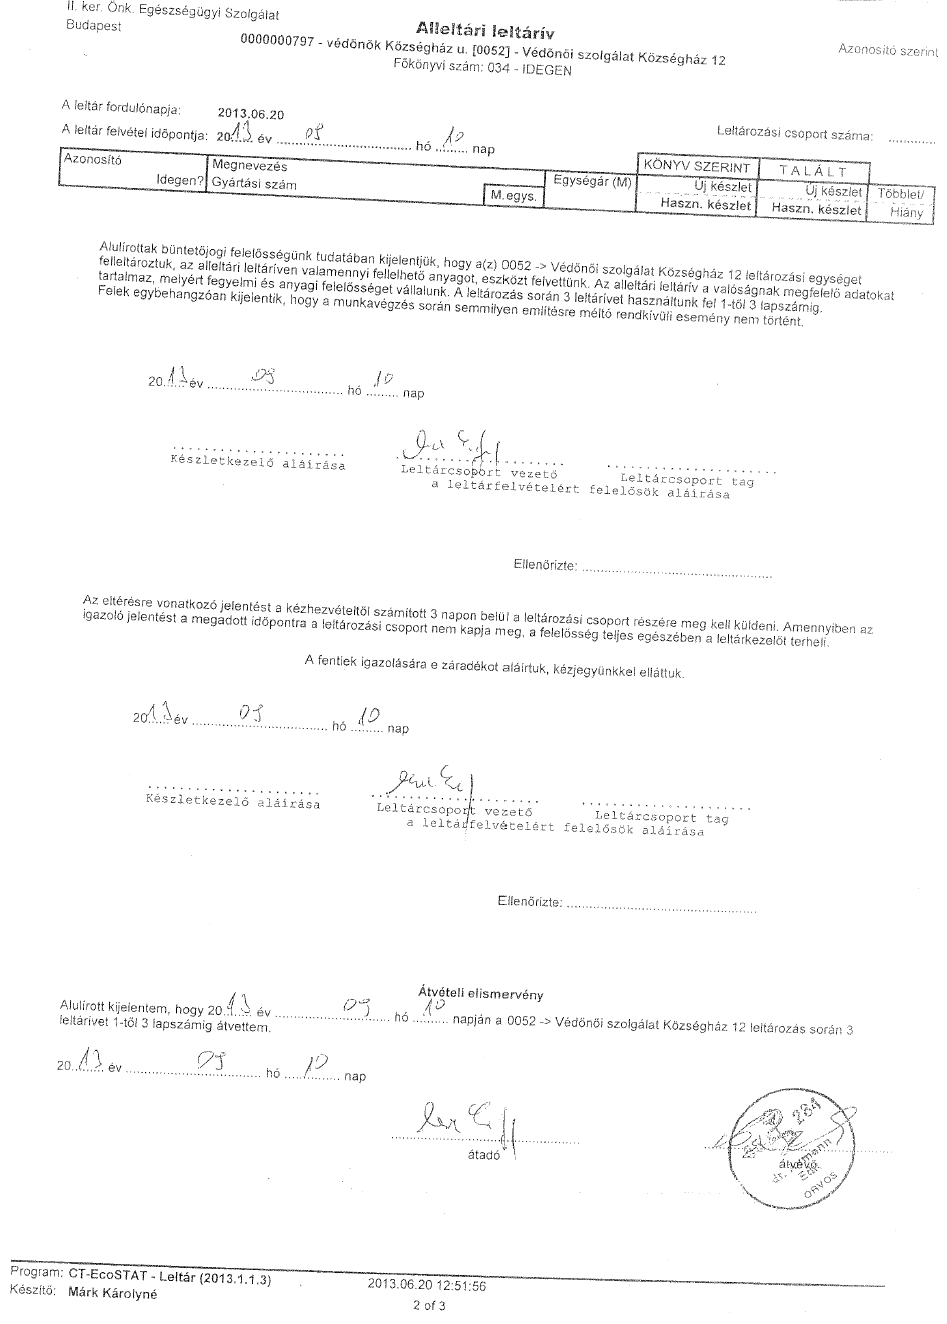 II. ker. Önk. Egészségügyi Szolgálat
Budapest
Alleltári leltárív
0000000797 - védőnők Községház u. [0052] - Védőnői szolgálat Községház 12
Főkönyvi szám: 034 - IDEGEN
Azonosító szerint
A leltár fordulónapja: 2013.06.20
A leltár felvétel időpontja: 2013 év 09 hó 10 nap
Leltározási csoport száma: ............
Azonosító Megnevezés KÖNYV SZERINT TALÁLT
Idegen? Gyártási szám M.egys. Egységár (M) Új készlet Új készlet Többlet/
Haszn. készlet Haszn. készlet Hiány
Alulírottak büntetőjogi felelősségünk tudatában kijelentjük, hogy a(z) 0052 -> Védőnői szolgálat Községház 12 leltározási egységet
felleltároztuk, az alleltári leltáríven valamennyi fellelhető anyagot, eszközt felvettünk. Az alleltári leltárív a valóságnak megfelelő adatokat
tartalmaz, melyért fegyelmi és anyagi felelősséget vállalunk. A leltározás során 3 leltárívet használtunk fel 1-től 3 lapszámig.
Felek egybehangzóan kijelentik, hogy a munkavégzés során semmilyen említésre méltó rendkívüli esemény nem történt.
2013 év 09 hó 10 nap
Készletkezelő aláírása Leltárcsoport vezető Leltárcsoport tag
a leltárfelvételért felelősök aláírása
Ellenőrizte: ............
Az eltérésre vonatkozó jelentést a kézhezvételtől számított 3 napon belül a leltározási csoport részére meg kell küldeni. Amennyiben az
igazoló jelentést a megadott időpontra a leltározási csoport nem kapja meg, a felelősség teljes egészében a leltárkezelőt terheli.
A fentiek igazolására e záradékot aláírtuk, kézjegyünkkel elláttuk.
2013 év 09 hó 10 nap
Készletkezelő aláírása Leltárcsoport vezető Leltárcsoport tag
a leltárfelvételért felelősök aláírása
Ellenőrizte: ............
Átvételi elismervény
Alulírott kijelentem, hogy 2013 év 09 hó 10 napján a 0052 -> Védőnői szolgálat Községház 12 leltározás során 3
leltárívet 1-től 3 lapszámig átvettem.
2013 év 09 hó 10 nap
átadó átvevő
dr.
ORVOS
Program: CT-EcoSTAT - Leltár (2013.1.1.3) 2013.06.20 12:51:56
Készítő: Márk Károlyné
2 of 3